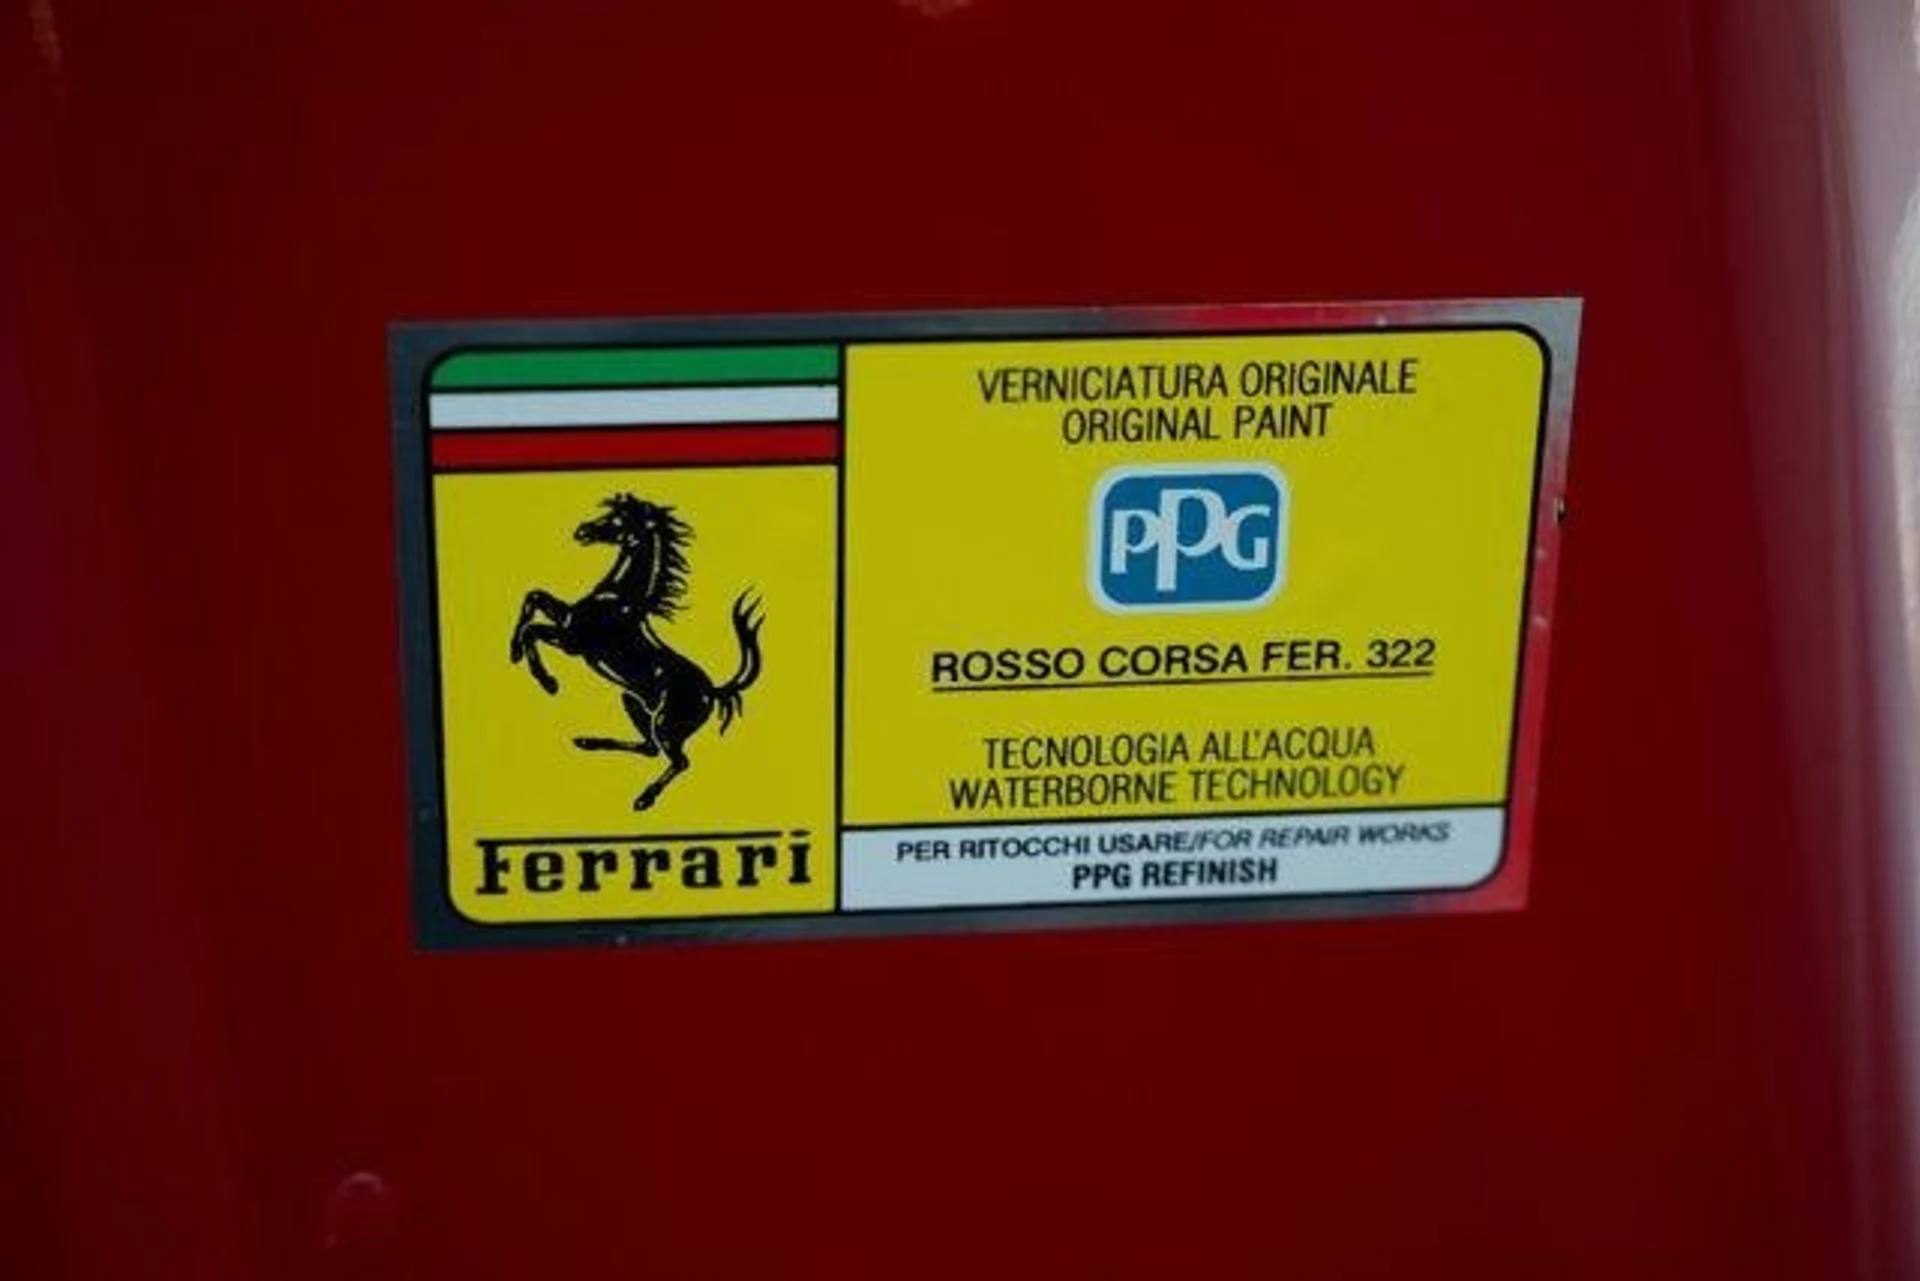 Ferrari
VERNICIATURA ORIGINALE
ORIGINAL PAINT
PPG
ROSSO CORSA FER. 322
TECNOLOGIA ALL'ACQUA
WATERBORNE TECHNOLOGY
PER RITOCCHI USARE/FOR REPAIR WORKS
PPG REFINISH